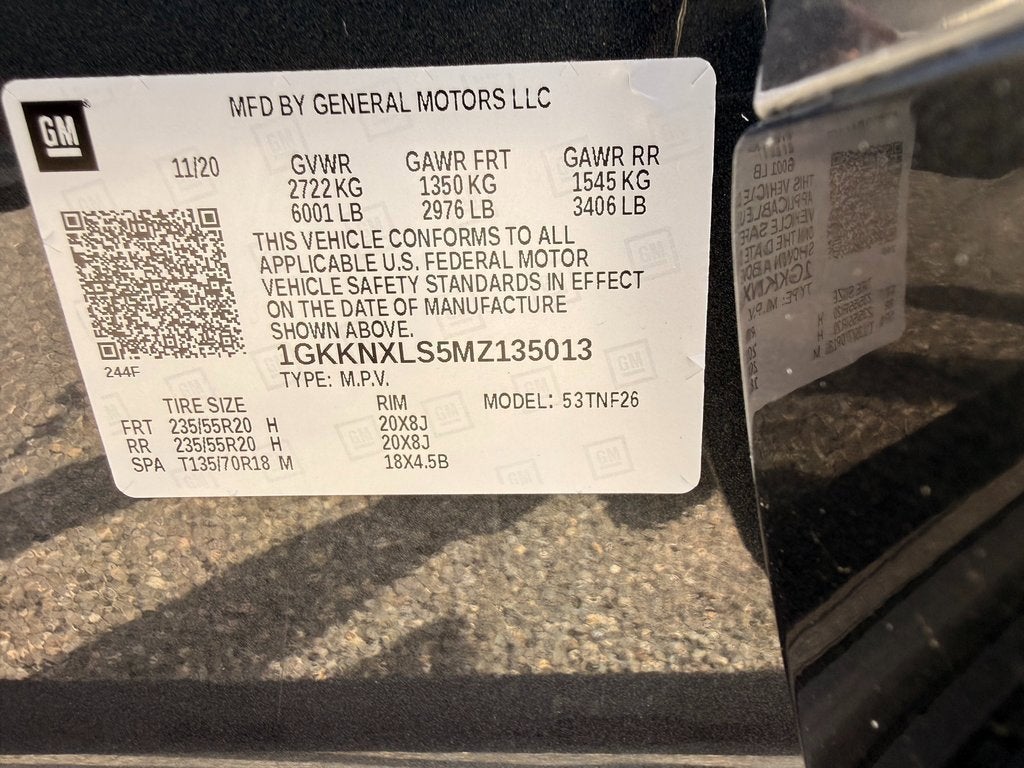 MFD BY GENERAL MOTORS LLC
GM
11/20 GVWR GAWR FRT GAWR RR
2722 KG 1350 KG 1545 KG
6001 LB 2976 LB 3406 LB
THIS VEHICLE CONFORMS TO ALL
APPLICABLE U.S. FEDERAL MOTOR
VEHICLE SAFETY STANDARDS IN EFFECT
ON THE DATE OF MANUFACTURE
SHOWN ABOVE.
1GKKNXLS5MZ135013
244F
TYPE: M.P.V.
TIRE SIZE RIM MODEL: 53TNF26
FRT 235/55R20 H 20X8J
RR 235/55R20 H 20X8J
SPA T135/70R18 M 18X4.5B